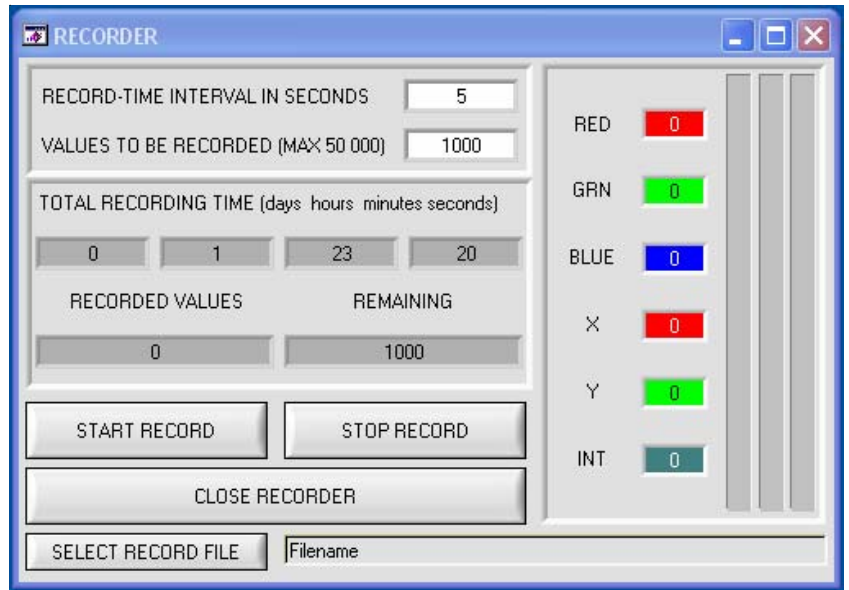 RECORDER
RECORD-TIME INTERVAL IN SECONDS 5
VALUES TO BE RECORDED (MAX 50 000) 1000
TOTAL RECORDING TIME (days hours minutes seconds)
0 1 23 20
RECORDED VALUES REMAINING
0 1000
START RECORD STOP RECORD
CLOSE RECORDER
SELECT RECORD FILE Filename
RED 0
GRN 0
BLUE 0
X 0
Y 0
INT 0